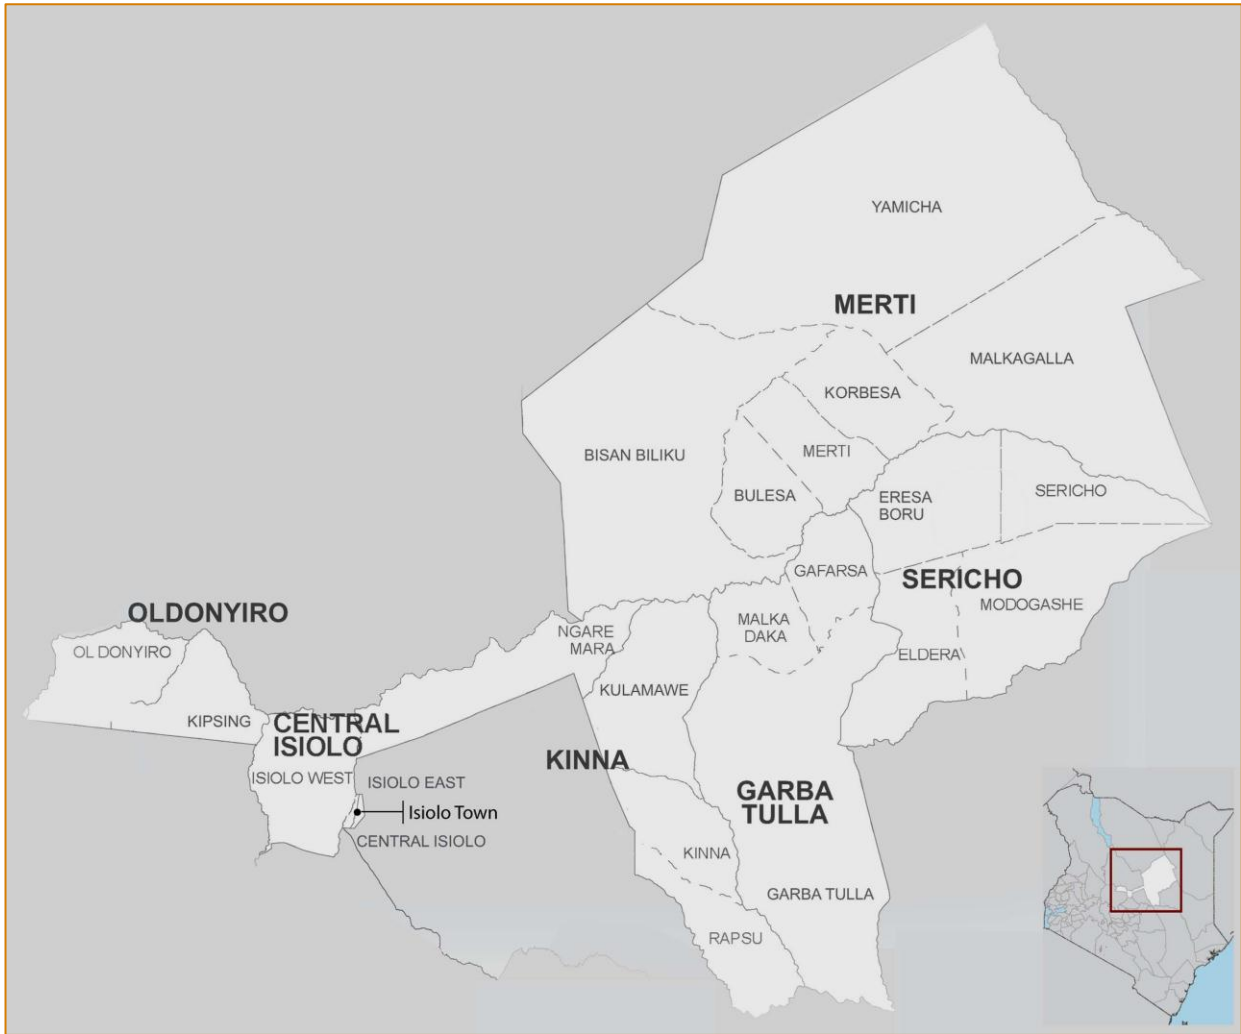 YAMICHA
MERTI
MALKAGALLA
KORBESA
MERTI
BISAN BILIKU
BULESA
ERESA
BORU
SERICHO
GAFARSA
SERICHO
MODOGASHE
OLDONYIRO
OL DONYIRO
NGARE
MARA
MALKA
DAKA
ELDERA
KULAMAWE
KIPSING
CENTRAL
ISIOLO
KINNA
ISIOLO WEST
ISIOLO EAST
GARBA
TULLA
Isiolo Town
CENTRAL ISIOLO
KINNA
GARBA TULLA
RAPSU